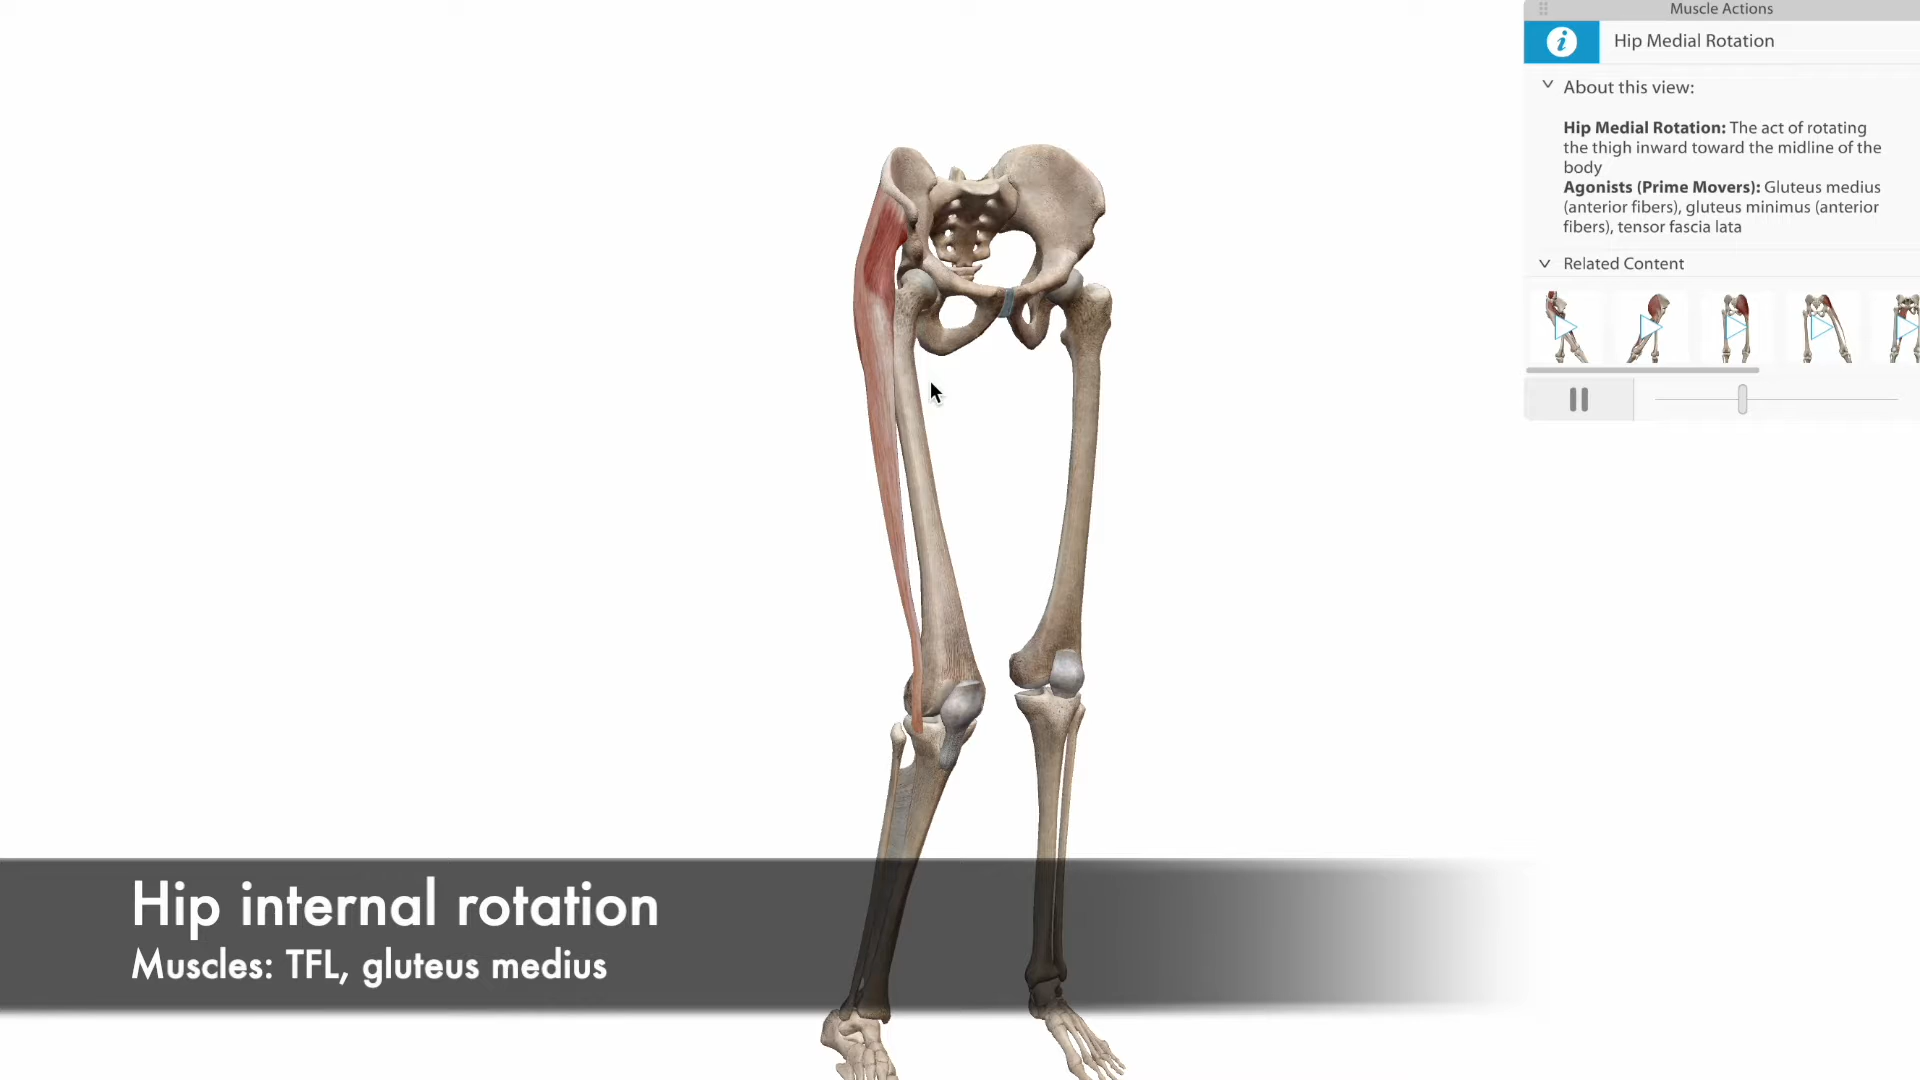 Muscle Actions
i
Hip Medial Rotation
About this view:
Hip Medial Rotation: The act of rotating
the thigh inward toward the midline of the
body
Agonists (Prime Movers): Gluteus medius
(anterior fibers), gluteus minimus (anterior
fibers), tensor fascia lata
Related Content
Hip internal rotation
Muscles: TFL, gluteus medius